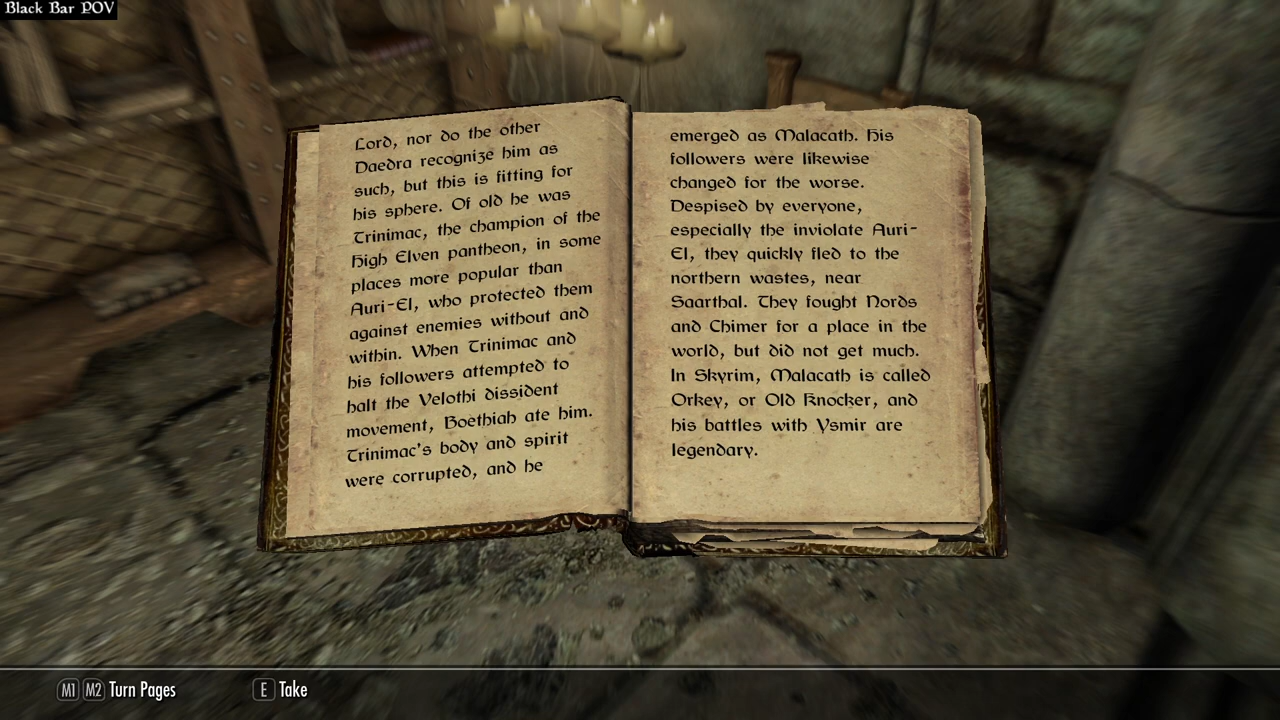 Black Bar POV
Lord, nor do the other
Daedra recognize him as
such, but this is fitting for
his sphere. Of old he was
Trinimac, the champion of the
High Elven pantheon, in some
places more popular than
Auri-El, who protected them
against enemies without and
within. When Trinimac and
his followers attempted to
halt the Velothi dissident
movement, Boethiah ate him.
Trinimac's body and spirit
were corrupted, and he
emerged as Malacath. His
followers were likewise
changed for the worse.
Despised by everyone,
especially the inviolate Auri-
El, they quickly fled to the
northern wastes, near
Saarthal. They fought Nords
and Chimer for a place in the
world, but did not get much.
In Skyrim, Malacath is called
Orkey, or Old Knocker, and
his battles with Ysmir are
legendary.
M1 M2 Turn Pages
E Take